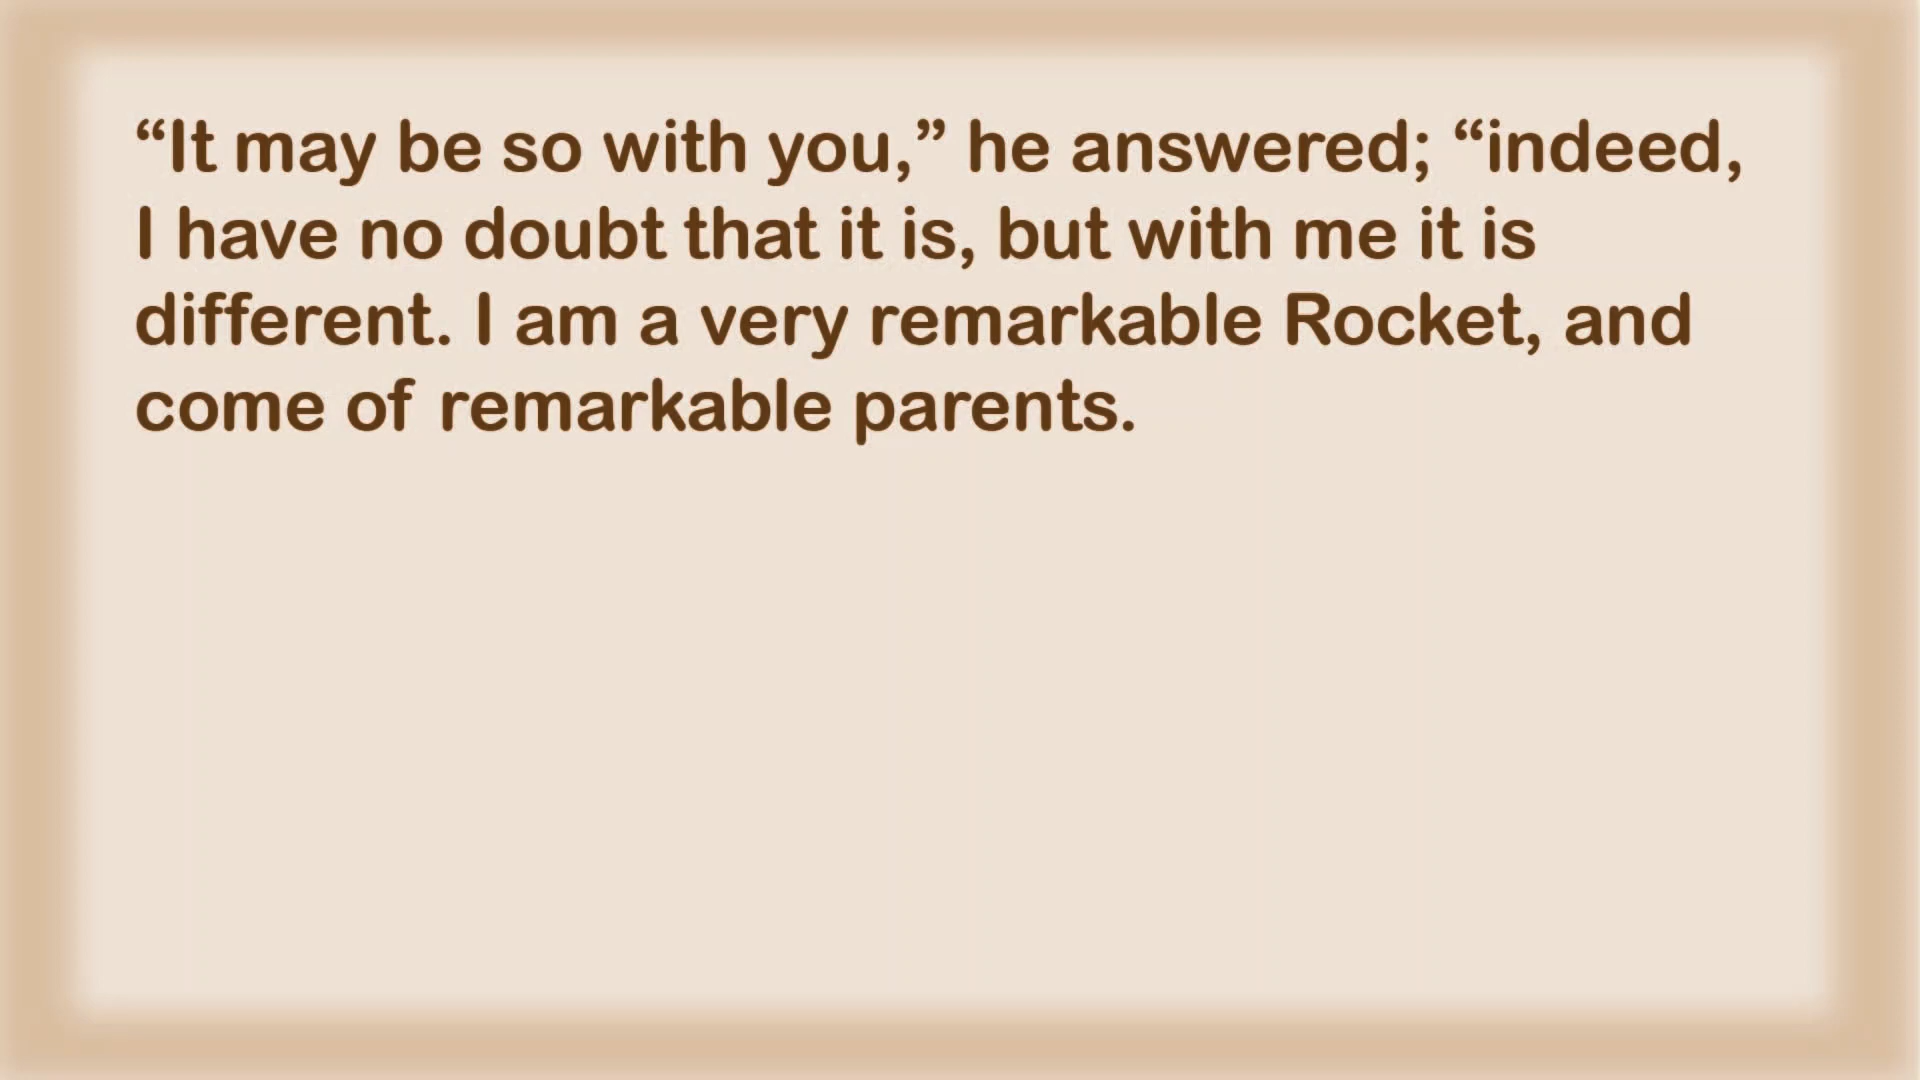 “It may be so with you,” he answered; “indeed,
I have no doubt that it is, but with me it is
different. I am a very remarkable Rocket, and
come of remarkable parents.